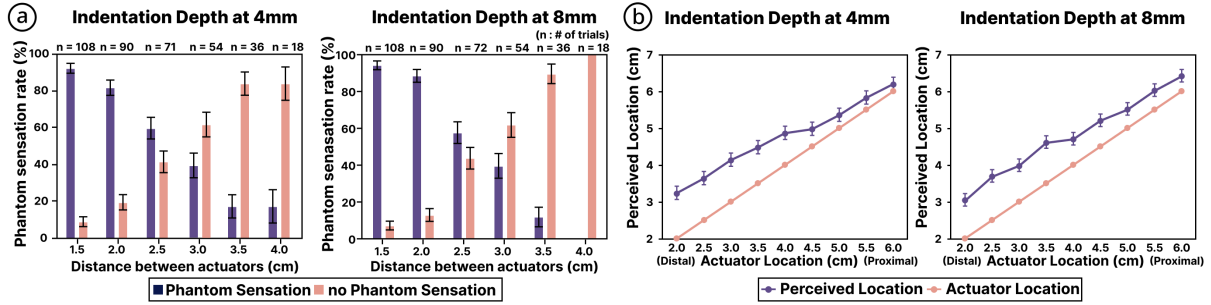 a
Indentation Depth at 4mm
n = 108 n = 90 n = 71 n = 54 n = 36 n = 18
Phantom sensation rate (%)
100
80
60
40
20
0
1.5 2.0 2.5 3.0 3.5 4.0
Distance between actuators (cm)
Indentation Depth at 8mm
(n : # of trials)
n = 108 n = 90 n = 72 n = 54 n = 36 n = 18
Phantom senasation rate (%)
100
80
60
40
20
0
1.5 2.0 2.5 3.0 3.5 4.0
Distance between actuators (cm)
Phantom Sensation no Phantom Sensation
b
Indentation Depth at 4mm
Perceived Location (cm)
7
6
5
4
3
2
2.0 2.5 3.0 3.5 4.0 4.5 5.0 5.5 6.0
(Distal) Actuator Location (cm) (Proximal)
Indentation Depth at 8mm
Perceived Location (cm)
7
6
5
4
3
2
2.0 2.5 3.0 3.5 4.0 4.5 5.0 5.5 6.0
(Distal) Actuator Location (cm) (Proximal)
Perceived Location Actuator Location